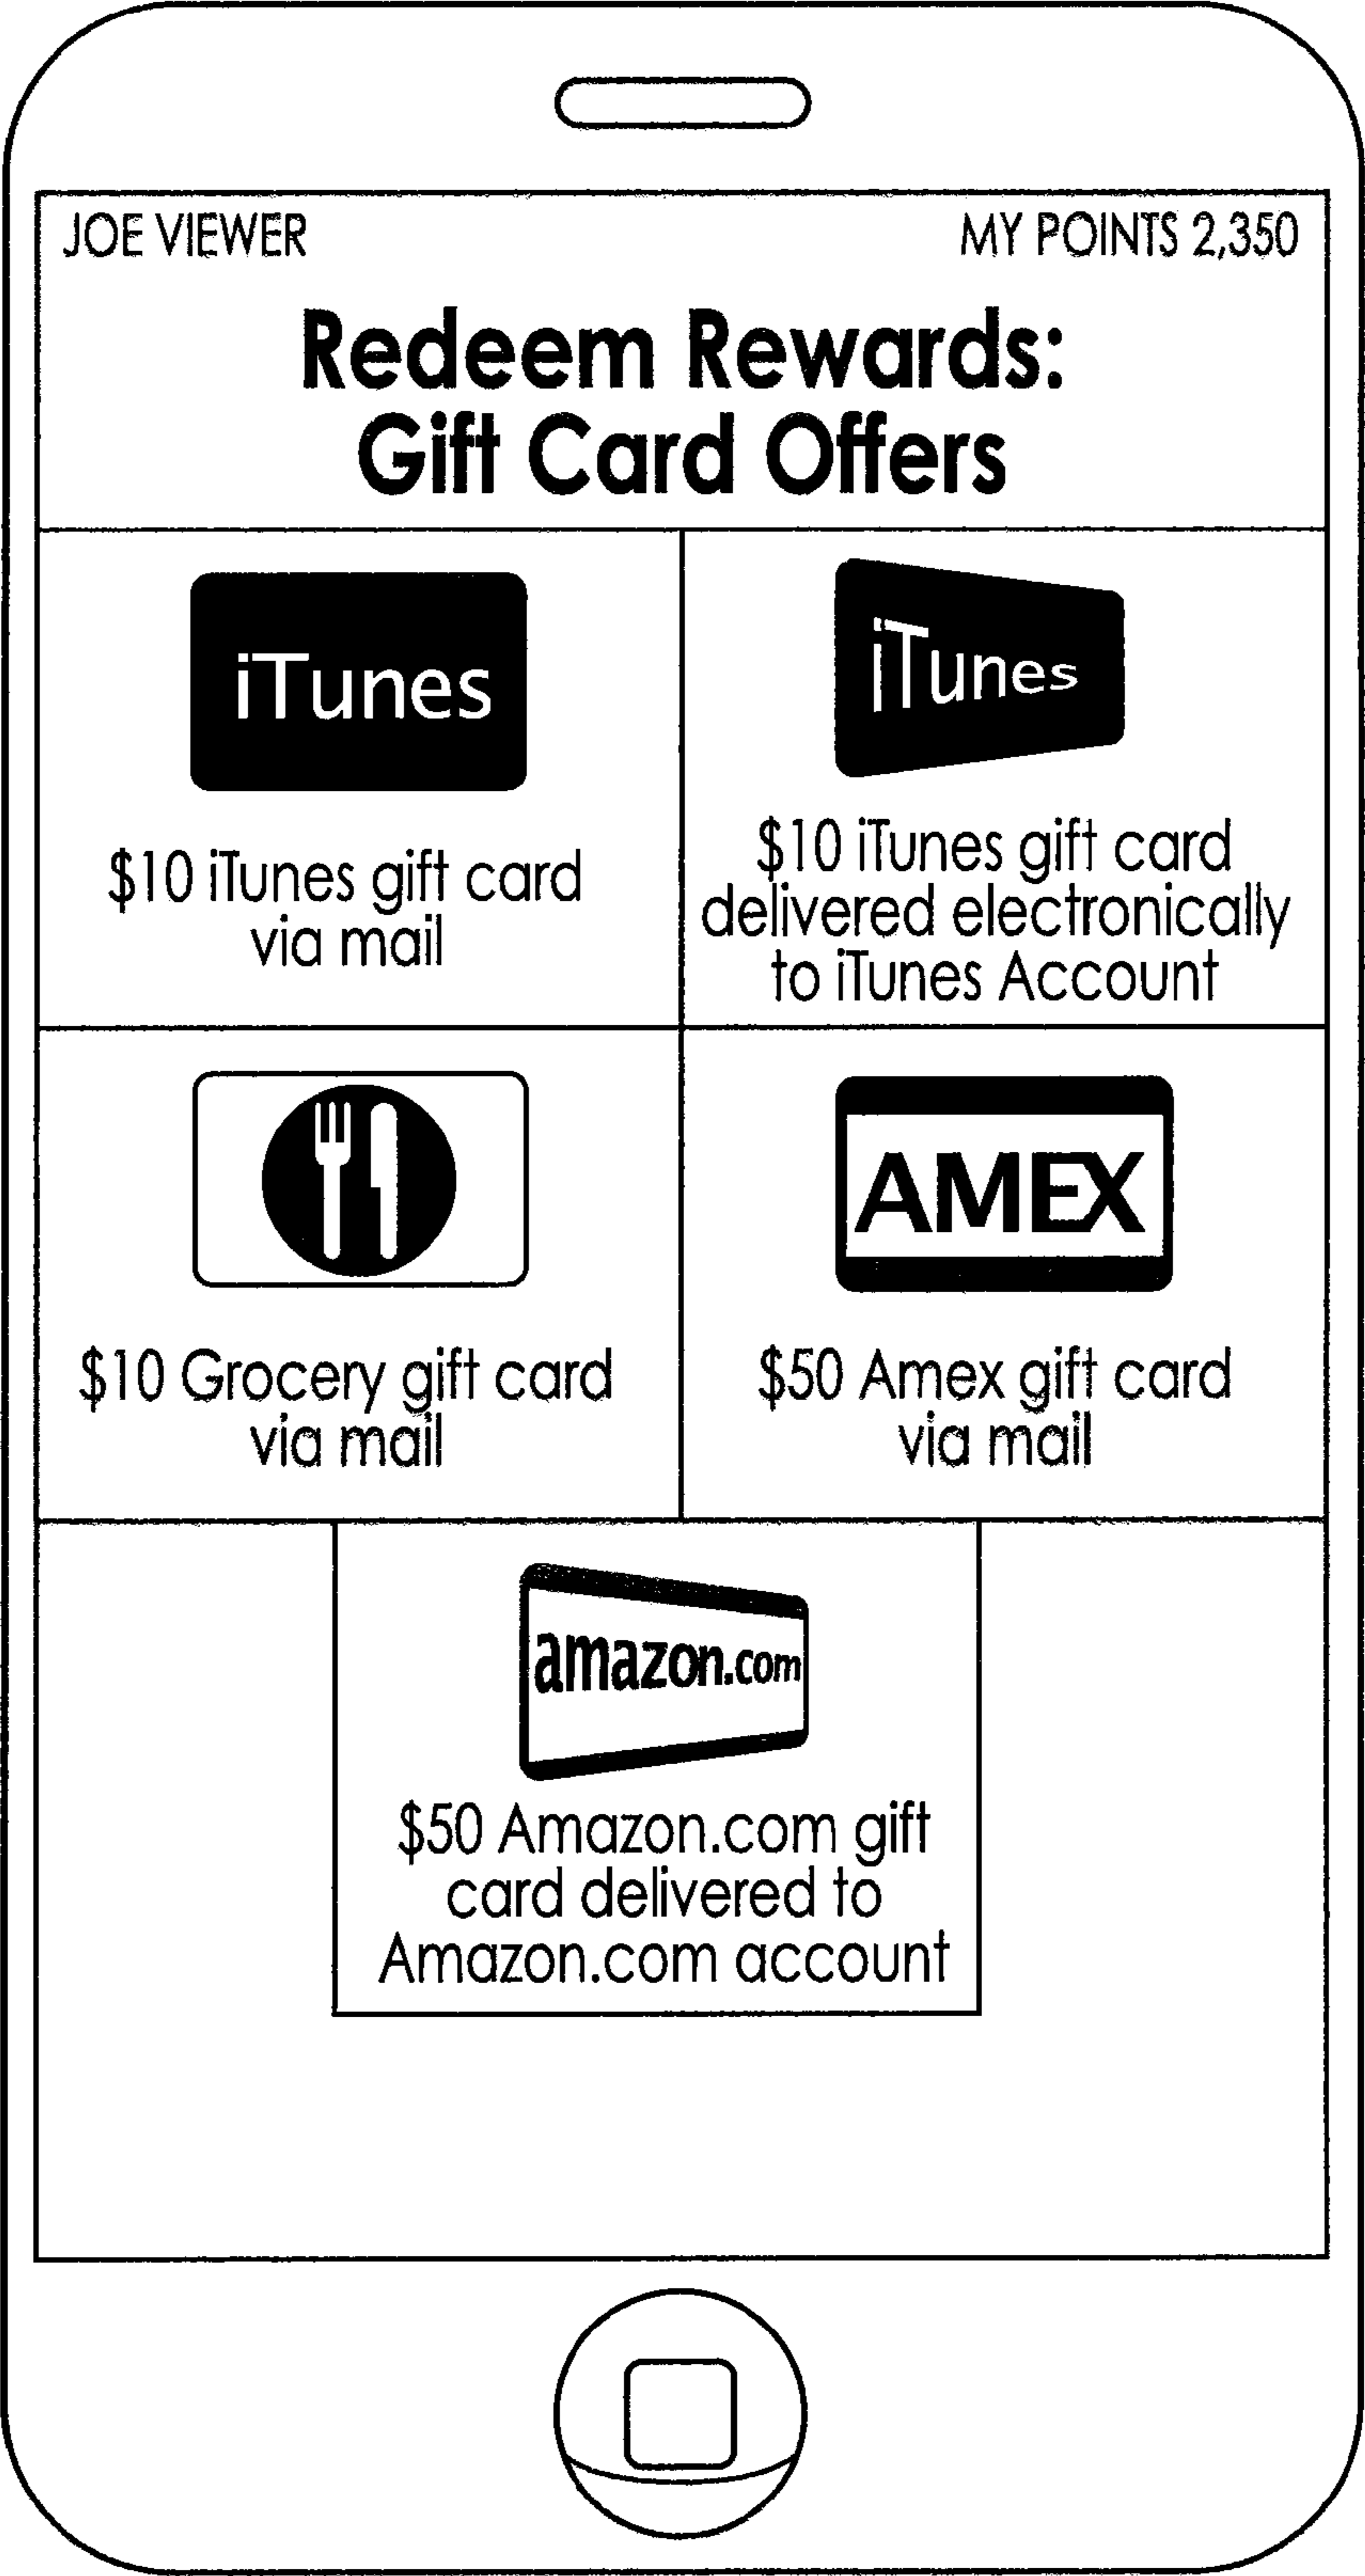 JOE VIEWER MY POINTS 2,350
Redeem Rewards:
Gift Card Offers
iTunes
$10 iTunes gift card
via mail
iTunes
$10 iTunes gift card
delivered electronically
to iTunes Account
$10 Grocery gift card
via mail
AMEX
$50 Amex gift card
via mail
amazon.com
$50 Amazon.com gift
card delivered to
Amazon.com account